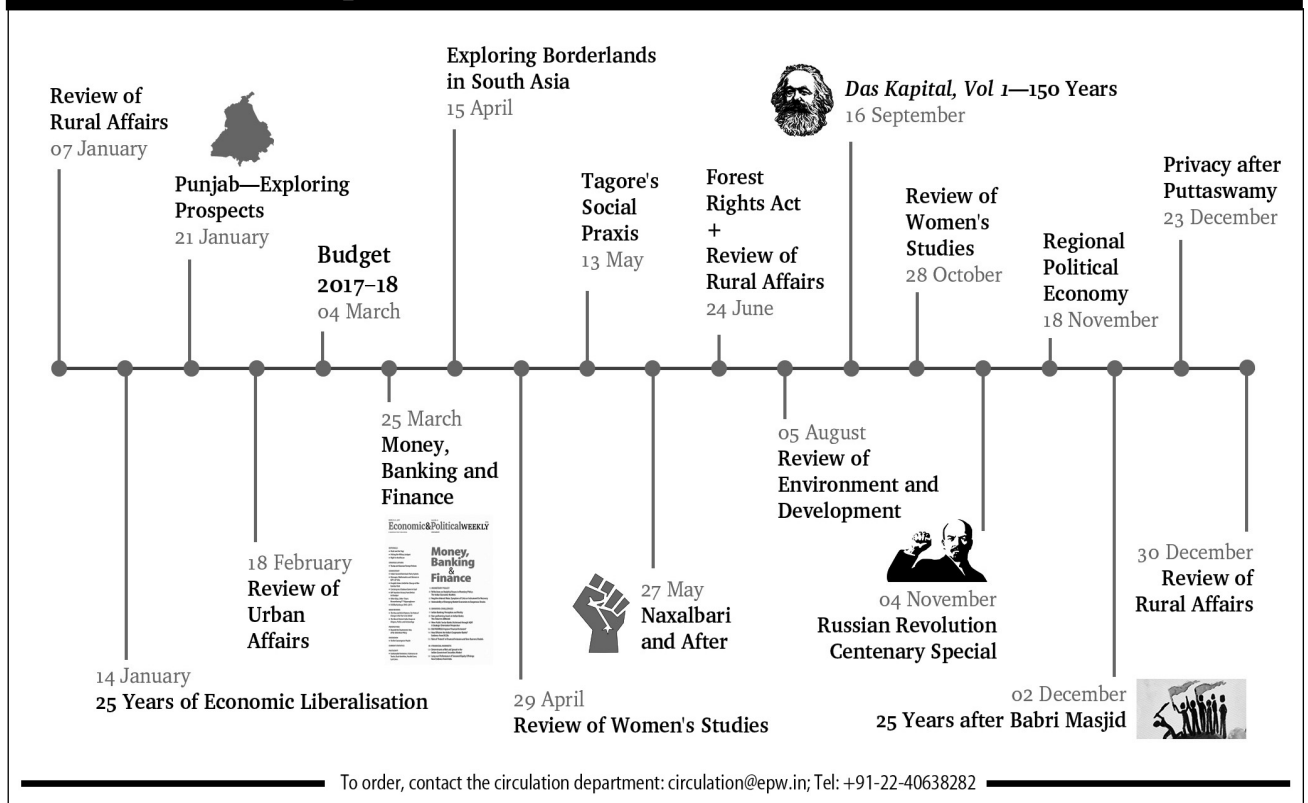 Review of
Rural Affairs
07 January
Punjab—Exploring
Prospects
21 January
Budget
2017–18
04 March
Exploring Borderlands
in South Asia
15 April
Tagore's
Social
Praxis
13 May
Forest
Rights Act
+
Review of
Rural Affairs
24 June
Das Kapital, Vol 1—150 Years
16 September
Review of
Women's
Studies
28 October
Regional
Political
Economy
18 November
Privacy after
Puttaswamy
23 December
14 January
25 Years of Economic Liberalisation
18 February
Review of
Urban
Affairs
25 March
Money,
Banking and
Finance
Economic&PoliticalWEEKLY
Money,
Banking
&
Finance
29 April
Review of Women's Studies
27 May
Naxalbari
and After
05 August
Review of
Environment and
Development
04 November
Russian Revolution
Centenary Special
02 December
25 Years after Babri Masjid
30 December
Review of
Rural Affairs
To order, contact the circulation department: circulation@epw.in; Tel: +91-22-40638282